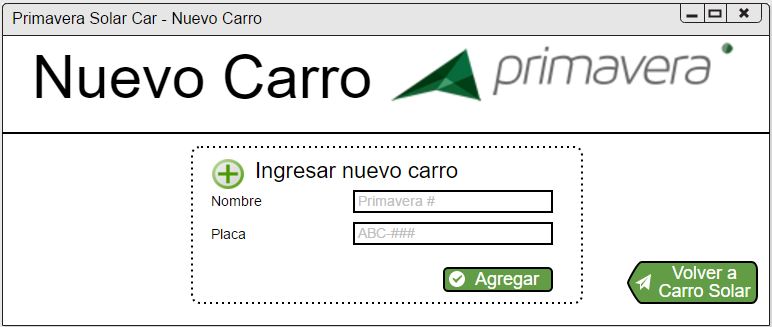 Primavera Solar Car - Nuevo Carro
Nuevo Carro
primavera
Ingresar nuevo carro
Nombre
Primavera #
Placa
ABC-###
Agregar
Volver a
Carro Solar